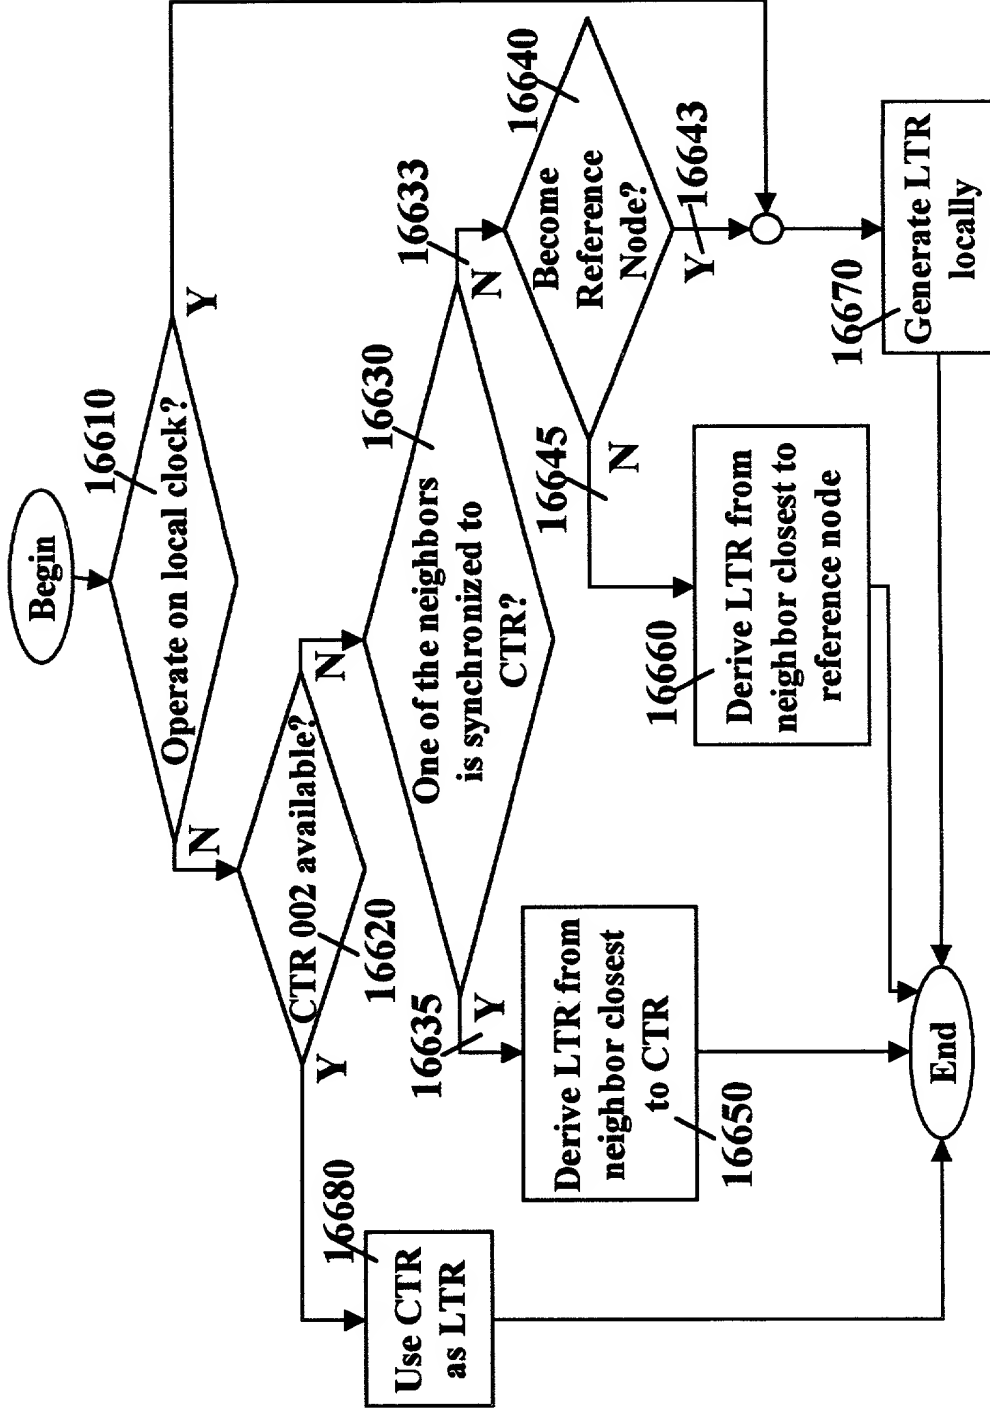 Begin
16610
Operate on local clock?
Y
N
CTR 002 available?
16620
Y
N
16630
One of the neighbors
is synchronized to
CTR?
16633
N
16635
Y
16640
Become
Reference
Node?
16643
Y
16645
N
16680
Use CTR
as LTR
Derive LTR from
neighbor closest
to CTR
16650
16660
Derive LTR from
neighbor closest to
reference node
16670
Generate LTR
locally
End